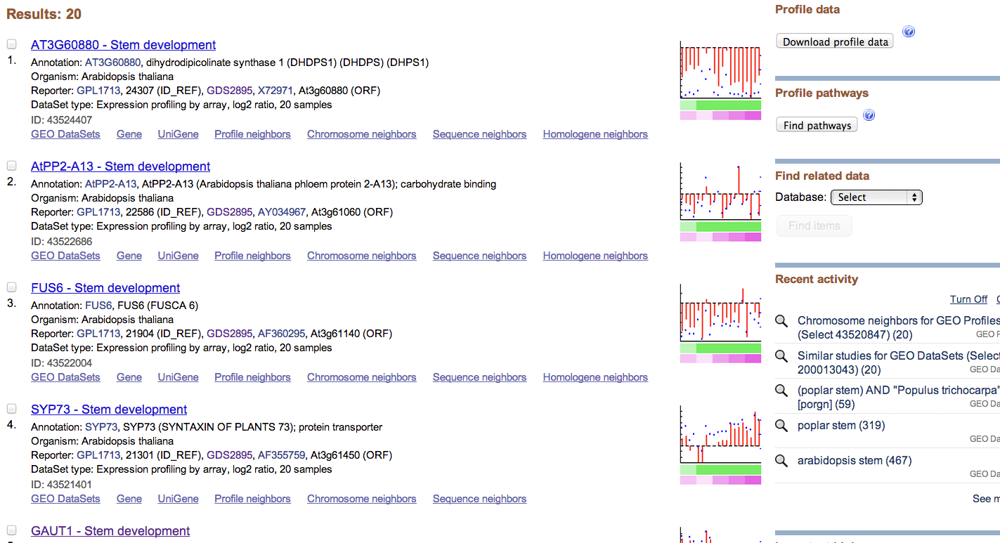 Results: 20
AT3G60880 - Stem development
1.
Annotation: AT3G60880, dihydrodipicolinate synthase 1 (DHDPS1) (DHDPS) (DHPS1)
Organism: Arabidopsis thaliana
Reporter: GPL1713, 24307 (ID_REF), GDS2895, X72971, At3g60880 (ORF)
DataSet type: Expression profiling by array, log2 ratio, 20 samples
ID: 43524407
GEO DataSets Gene UniGene Profile neighbors Chromosome neighbors Sequence neighbors Homologene neighbors
AtPP2-A13 - Stem development
2.
Annotation: AtPP2-A13, AtPP2-A13 (Arabidopsis thaliana phloem protein 2-A13); carbohydrate binding
Organism: Arabidopsis thaliana
Reporter: GPL1713, 22586 (ID_REF), GDS2895, AY034967, At3g61060 (ORF)
DataSet type: Expression profiling by array, log2 ratio, 20 samples
ID: 43522686
GEO DataSets Gene UniGene Profile neighbors Chromosome neighbors Sequence neighbors Homologene neighbors
FUS6 - Stem development
3.
Annotation: FUS6, FUS6 (FUSCA 6)
Organism: Arabidopsis thaliana
Reporter: GPL1713, 21904 (ID_REF), GDS2895, AF360295, At3g61140 (ORF)
DataSet type: Expression profiling by array, log2 ratio, 20 samples
ID: 43522004
GEO DataSets Gene UniGene Profile neighbors Chromosome neighbors Sequence neighbors Homologene neighbors
SYP73 - Stem development
4.
Annotation: SYP73, SYP73 (SYNTAXIN OF PLANTS 73); protein transporter
Organism: Arabidopsis thaliana
Reporter: GPL1713, 21301 (ID_REF), GDS2895, AF355759, At3g61450 (ORF)
DataSet type: Expression profiling by array, log2 ratio, 20 samples
ID: 43521401
GEO DataSets Gene UniGene Profile neighbors Chromosome neighbors Sequence neighbors
GAUT1 - Stem development
Profile data
Download profile data ?
Profile pathways
Find pathways ?
Find related data
Database: Select
Find items
Recent activity
Turn Off
Chromosome neighbors for GEO Profiles
(Select 43520847) (20) GEO
Similar studies for GEO DataSets (Select
200013043) (20) GEO
(poplar stem) AND "Populus trichocarpa"
[porgn] (59) GEO
poplar stem (319)
GEO
arabidopsis stem (467)
GEO
See